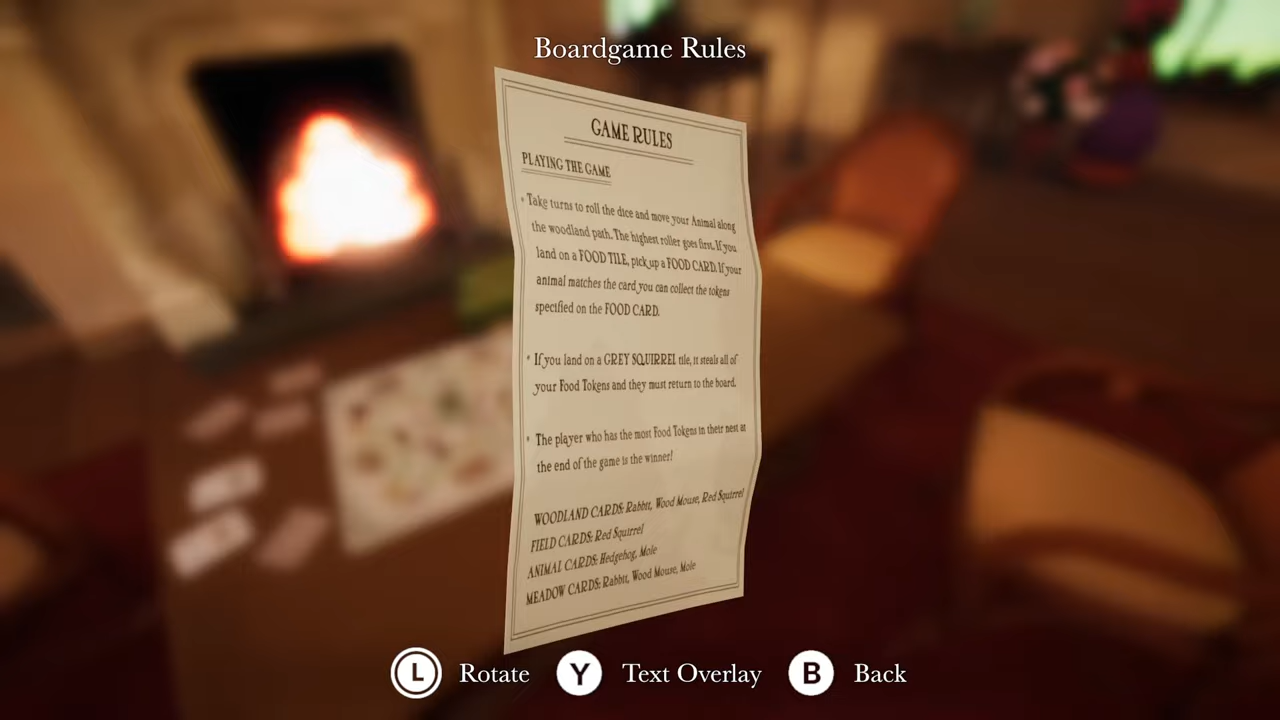 Boardgame Rules
GAME RULES
PLAYING THE GAME
• Take turns to roll the dice and move your Animal along
the woodland path. The highest roller goes first. If you
land on a FOOD TILE, pick up a FOOD CARD. If your
animal matches the card you can collect the tokens
specified on the FOOD CARD.
• If you land on a GREY SQUIRREL tile, it steals all of
your Food Tokens and they must return to the board.
• The player who has the most Food Tokens in their nest at
the end of the game is the winner!
WOODLAND CARDS: Rabbit, Wood Mouse, Red Squirrel
FIELD CARDS: Red Squirrel
ANIMAL CARDS: Hedgehog, Mole
MEADOW CARDS: Rabbit, Wood Mouse, Mole
L Rotate Y Text Overlay B Back